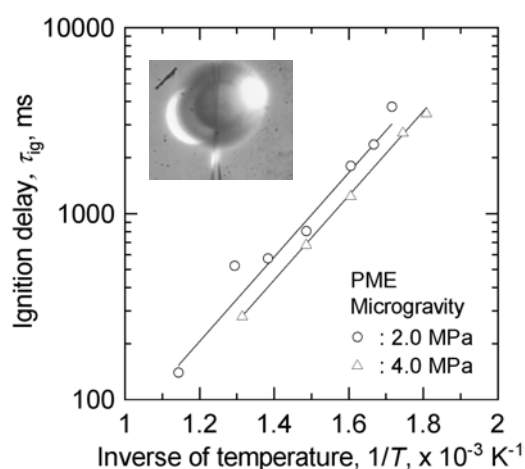 10000
1000
100
Ignition delay, τig, ms
PME
Microgravity
○ : 2.0 MPa
△ : 4.0 MPa
1 1.2 1.4 1.6 1.8 2
Inverse of temperature, 1/T, x 10-3 K-1